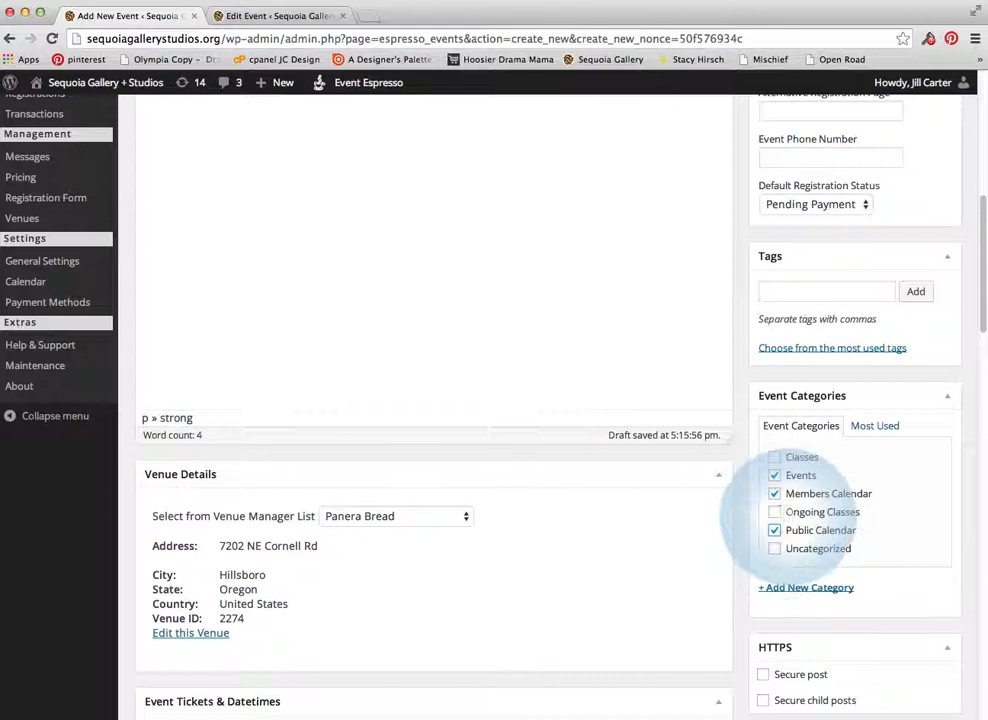 Add New Event ‹ Sequoia G
Edit Event ‹ Sequoia Galler
sequoiagallerystudios.org/wp-admin/admin.php?page=espresso_events&action=create_new&create_new_nonce=50f576934c
Apps pinterest Olympia Copy – Dra cpanel JC Design A Designer's Palette Hoosier Drama Mama Sequoia Gallery Stacy Hirsch Mischief Open Road »
Sequoia Gallery + Studios 14 3 + New Event Espresso Howdy, Jill Carter
Registrations
Transactions
Management
Messages
Pricing
Registration Form
Venues
Settings
General Settings
Calendar
Payment Methods
Extras
Help & Support
Maintenance
About
Collapse menu
p » strong
Word count: 4 Draft saved at 5:15:56 pm.
Venue Details
Select from Venue Manager List Panera Bread
Address: 7202 NE Cornell Rd
City: Hillsboro
State: Oregon
Country: United States
Venue ID: 2274
Edit this Venue
Event Tickets & Datetimes
Alternative Registration Page
Event Phone Number
Default Registration Status
Pending Payment
Tags
Add
Separate tags with commas
Choose from the most used tags
Event Categories
Event Categories Most Used
Classes
Events
Members Calendar
Ongoing Classes
Public Calendar
Uncategorized
+ Add New Category
HTTPS
Secure post
Secure child posts